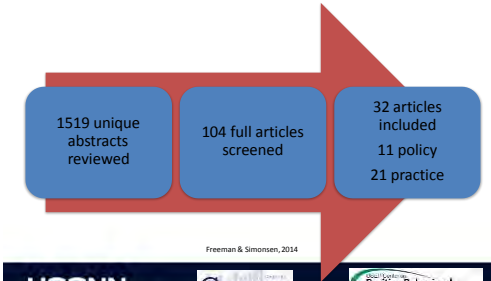 1519 unique
abstracts
reviewed
104 full articles
screened
32 articles
included
11 policy
21 practice
Freeman & Simonsen, 2014